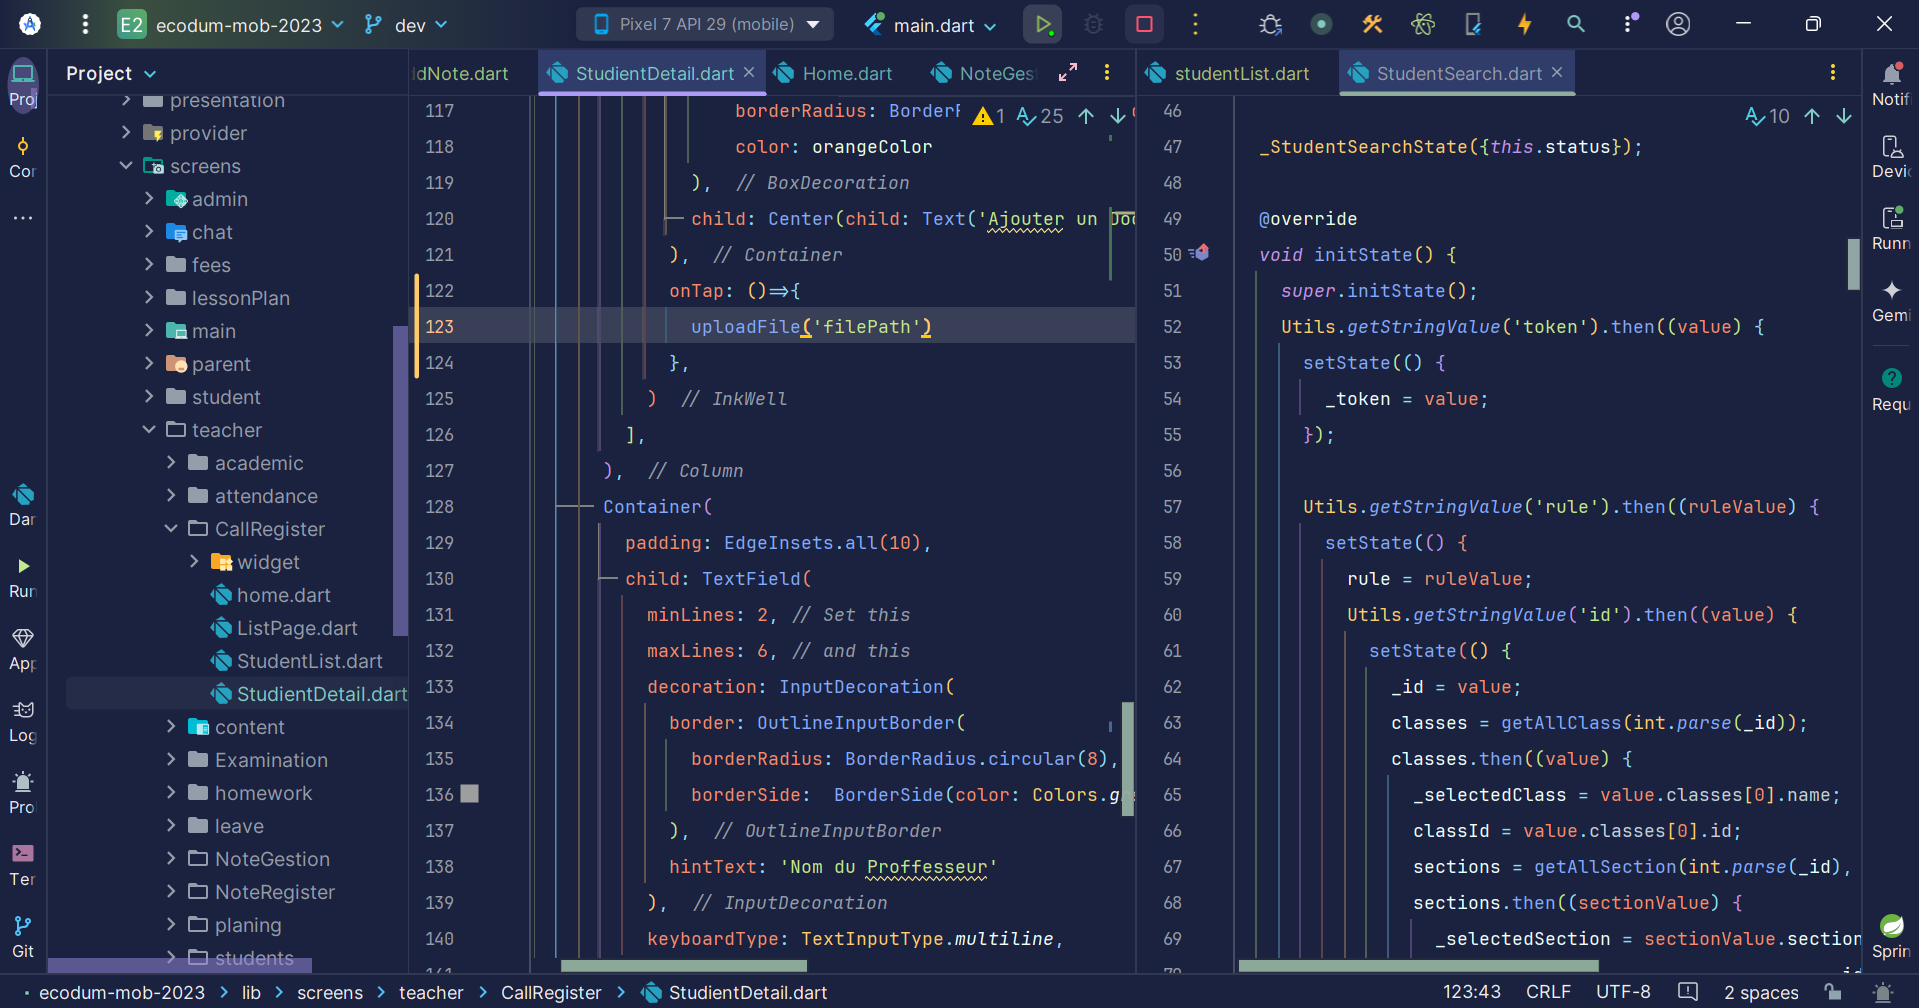 E2 ecodum-mob-2023 dev Pixel 7 API 29 (mobile) main.dart
Project
presentation
provider
screens
admin
chat
fees
lessonPlan
main
parent
student
teacher
academic
attendance
CallRegister
widget
home.dart
ListPage.dart
StudentList.dart
StudientDetail.dart
content
Examination
homework
leave
NoteGestion
NoteRegister
planing
students
dNote.dart StudientDetail.dart Home.dart NoteGes
1 25
117 borderRadius: BorderR
118 color: orangeColor
119 ), // BoxDecoration
120 child: Center(child: Text('Ajouter un Doc
121 ), // Container
122 onTap: ()=>{
123 uploadFile('filePath')
124 },
125 ) // InkWell
126 ],
127 ), // Column
128 Container(
129 padding: EdgeInsets.all(10),
130 child: TextField(
131 minLines: 2, // Set this
132 maxLines: 6, // and this
133 decoration: InputDecoration(
134 border: OutlineInputBorder(
135 borderRadius: BorderRadius.circular(8),
136 borderSide: BorderSide(color: Colors.gr
137 ), // OutlineInputBorder
138 hintText: 'Nom du Proffesseur'
139 ), // InputDecoration
140 keyboardType: TextInputType.multiline,
studentList.dart StudentSearch.dart
10
46
47 _StudentSearchState({this.status});
48
49 @override
50 void initState() {
51 super.initState();
52 Utils.getStringValue('token').then((value) {
53 setState(() {
54 _token = value;
55 });
56
57 Utils.getStringValue('rule').then((ruleValue) {
58 setState(() {
59 rule = ruleValue;
60 Utils.getStringValue('id').then((value) {
61 setState(() {
62 _id = value;
63 classes = getAllClass(int.parse(_id));
64 classes.then((value) {
65 _selectedClass = value.classes[0].name;
66 classId = value.classes[0].id;
67 sections = getAllSection(int.parse(_id),
68 sections.then((sectionValue) {
69 _selectedSection = sectionValue.section
Proj
Cor
Dar
Run
App
Log
Pro
Ter
Git
Notifi
Devic
Runn
Gemi
Requ
Sprin
ecodum-mob-2023 > lib > screens > teacher > CallRegister > StudientDetail.dart
123:43 CRLF UTF-8 2 spaces